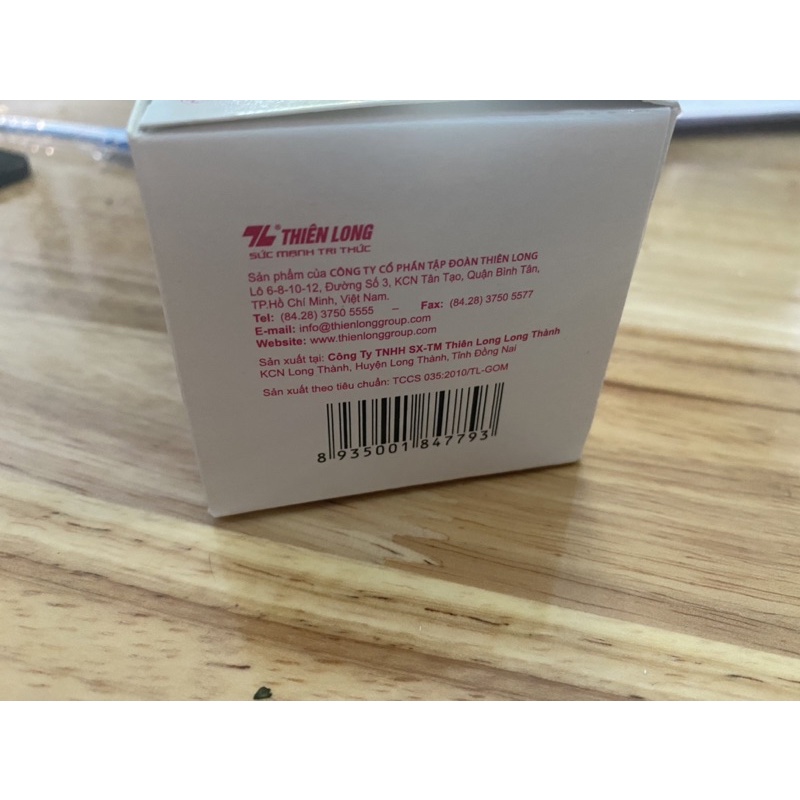 TL® THIÊN LONG
SỨC MẠNH TRI THỨC
Sản phẩm của CÔNG TY CỔ PHẦN TẬP ĐOÀN THIÊN LONG
Lô 6-8-10-12, Đường Số 3, KCN Tân Tạo, Quận Bình Tân,
TP.Hồ Chí Minh, Việt Nam.
Tel: (84.28) 3750 5555 – Fax: (84.28) 3750 5577
E-mail: info@thienlonggroup.com
Website: www.thienlonggroup.com
Sản xuất tại: Công Ty TNHH SX-TM Thiên Long Long Thành
KCN Long Thành, Huyện Long Thành, Tỉnh Đồng Nai
Sản xuất theo tiêu chuẩn: TCCS 035:2010/TL-GOM
8 935001 847793